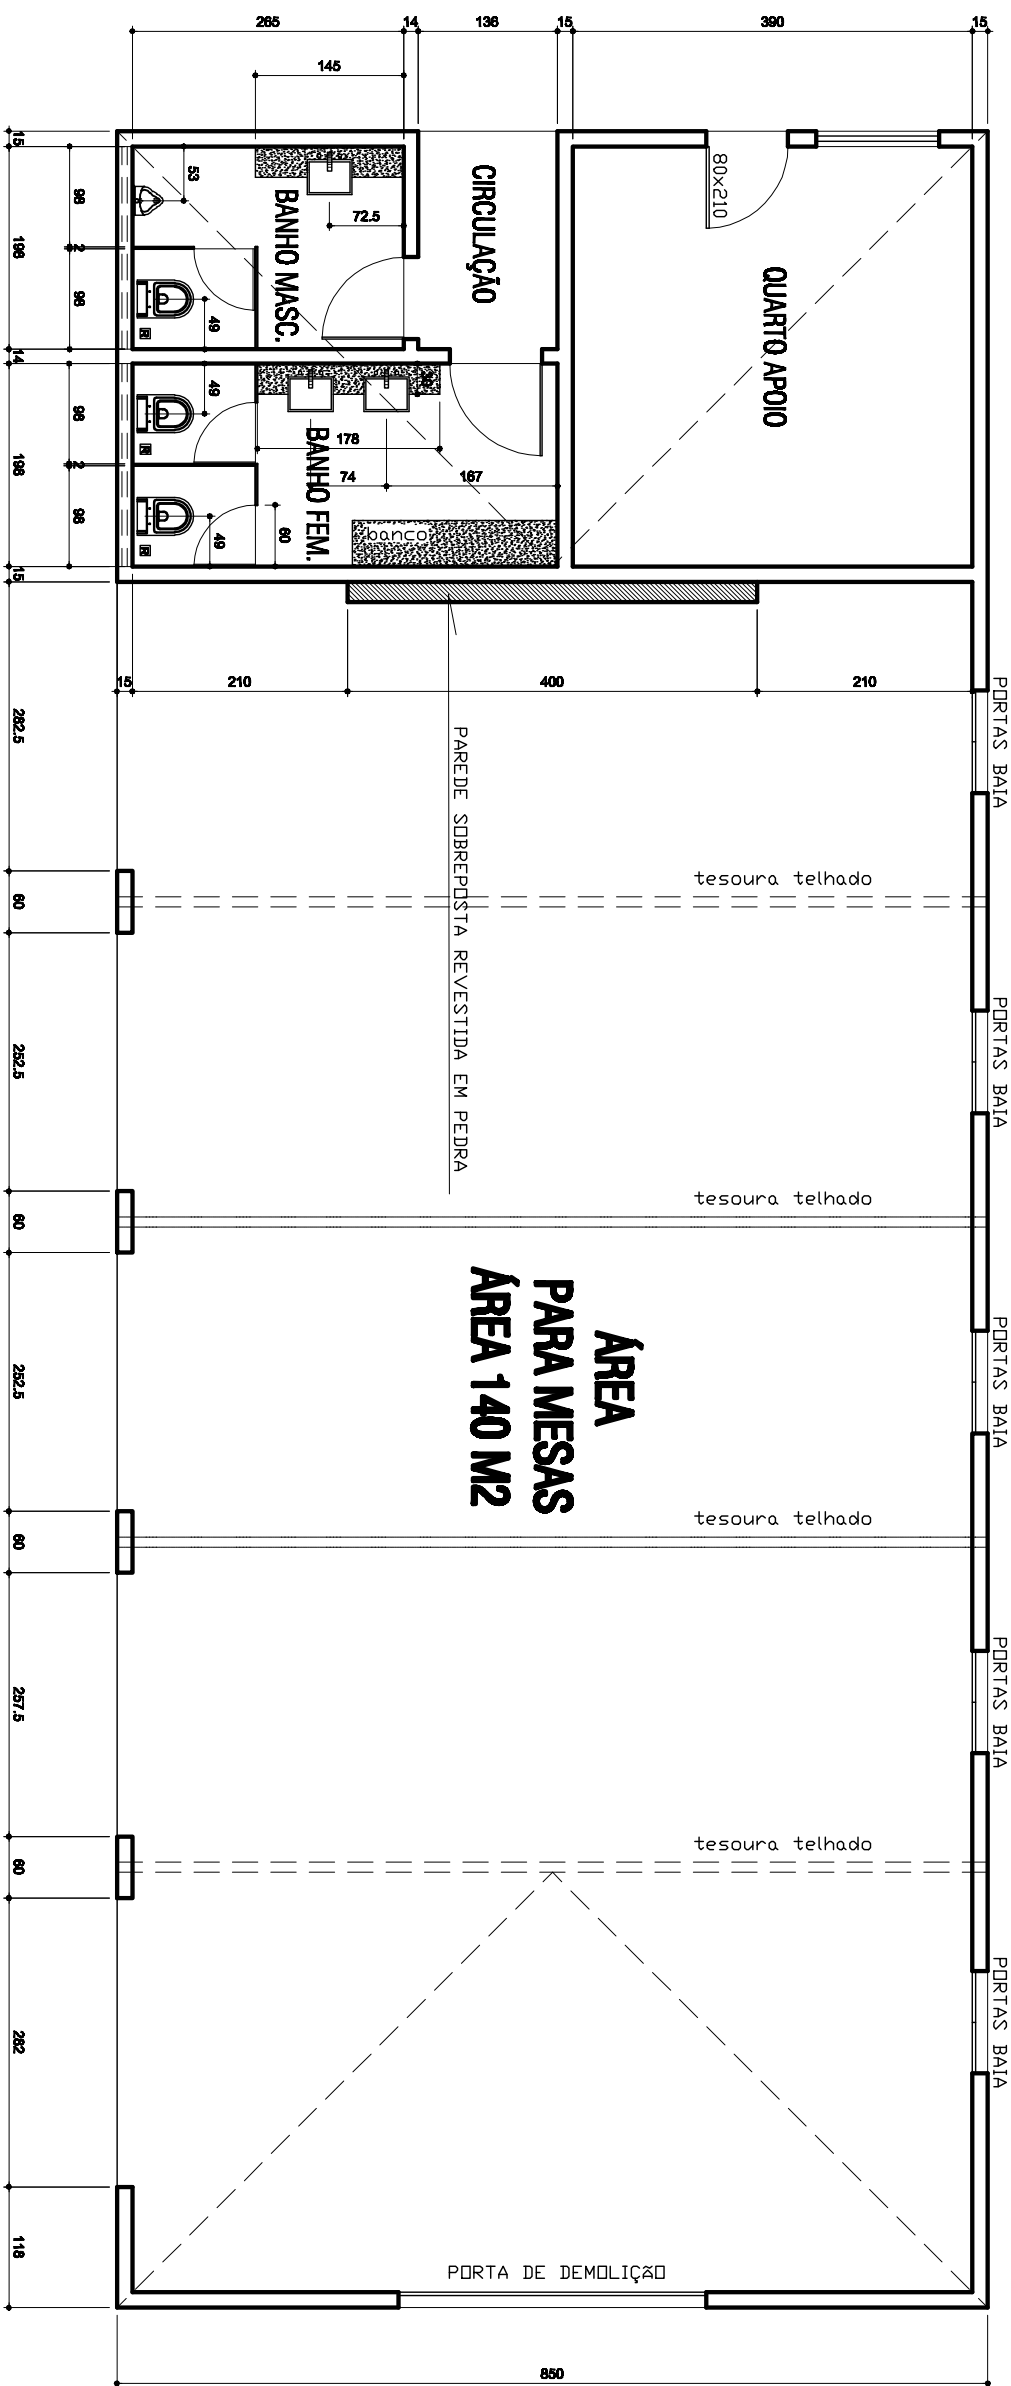 265
14
136
15
390
15
145
15
98
2
98
198
14
98
2
98
198
15
53
72.5
49
BANHO MASC.
CIRCULAÇÃO
80x210
QUARTO APOIO
R
49
R
178
74
167
BANHO FEM.
60
banco
49
R
15
210
400
210
PAREDE SOBREPOSTA REVESTIDA EM PEDRA
PORTAS BAIA
282.5
tesoura telhado
60
PORTAS BAIA
252.5
tesoura telhado
60
ÁREA
PARA MESAS
ÁREA 140 M2
PORTAS BAIA
252.5
tesoura telhado
60
PORTAS BAIA
257.5
tesoura telhado
60
PORTAS BAIA
282
118
PORTA DE DEMOLIÇÃO
850